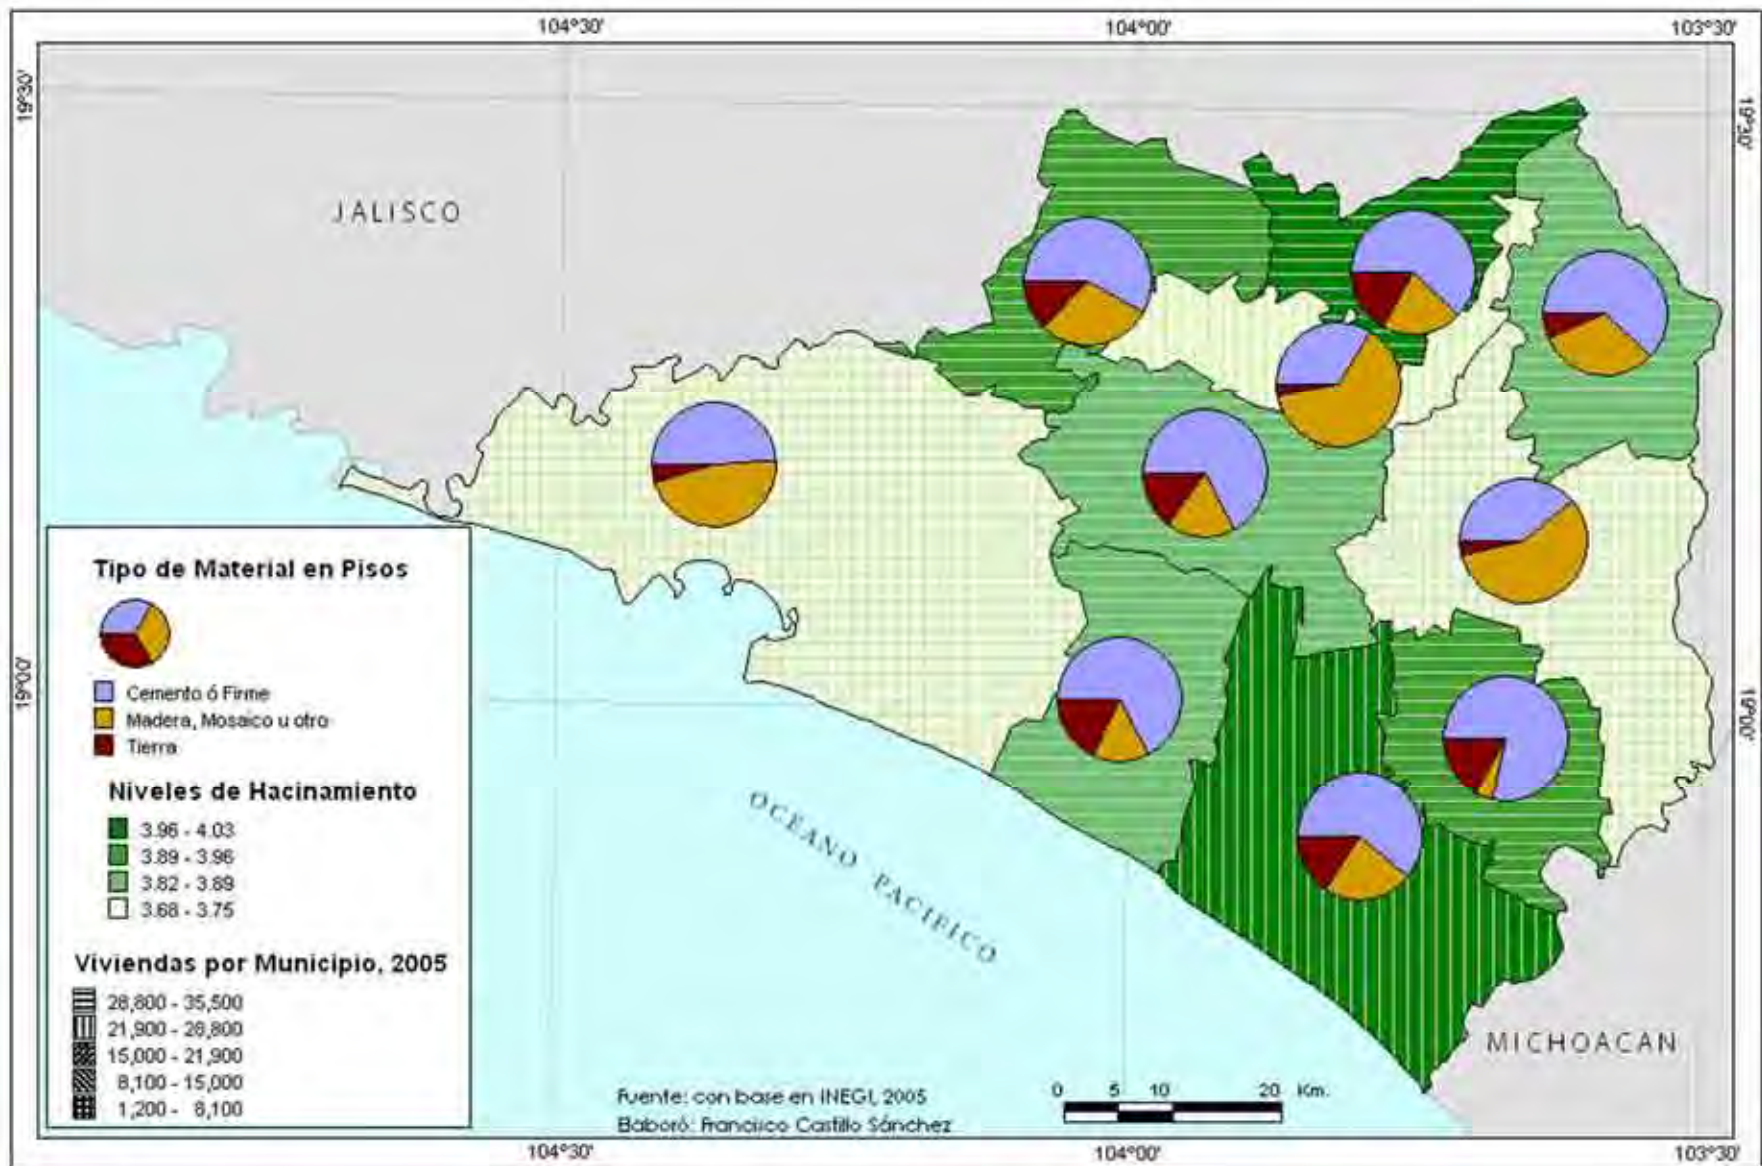 104°30' 104°00' 103°30'
19°30' 19°30'
JALISCO
Tipo de Material en Pisos
Cemento ó Firme
Madera, Mosaico u otro
Tierra
Niveles de Hacinamiento
3.96 - 4.03
3.89 - 3.96
3.82 - 3.89
3.68 - 3.75
Viviendas por Municipio, 2005
28,800 - 35,500
21,900 - 28,800
15,000 - 21,900
8,100 - 15,000
1,200 - 8,100
19°00' 19°00'
OCEANO PACIFICO
MICHOACAN
Fuente: con base en INEGI, 2005
Elaboró: Francisco Castillo Sánchez
0 5 10 20 Km.
104°30' 104°00' 103°30'